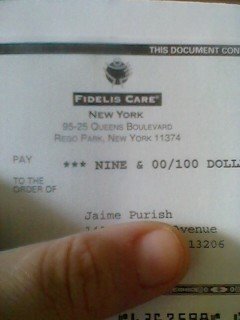 THIS DOCUMENT CON
FIDELIS CARE®
NEW YORK
95-25 QUEENS BOULEVARD
REGO PARK, NEW YORK 11374
PAY *** NINE & 00/100 DOLL
TO THE
ORDER OF
Jaime Purish
Avenue
13206